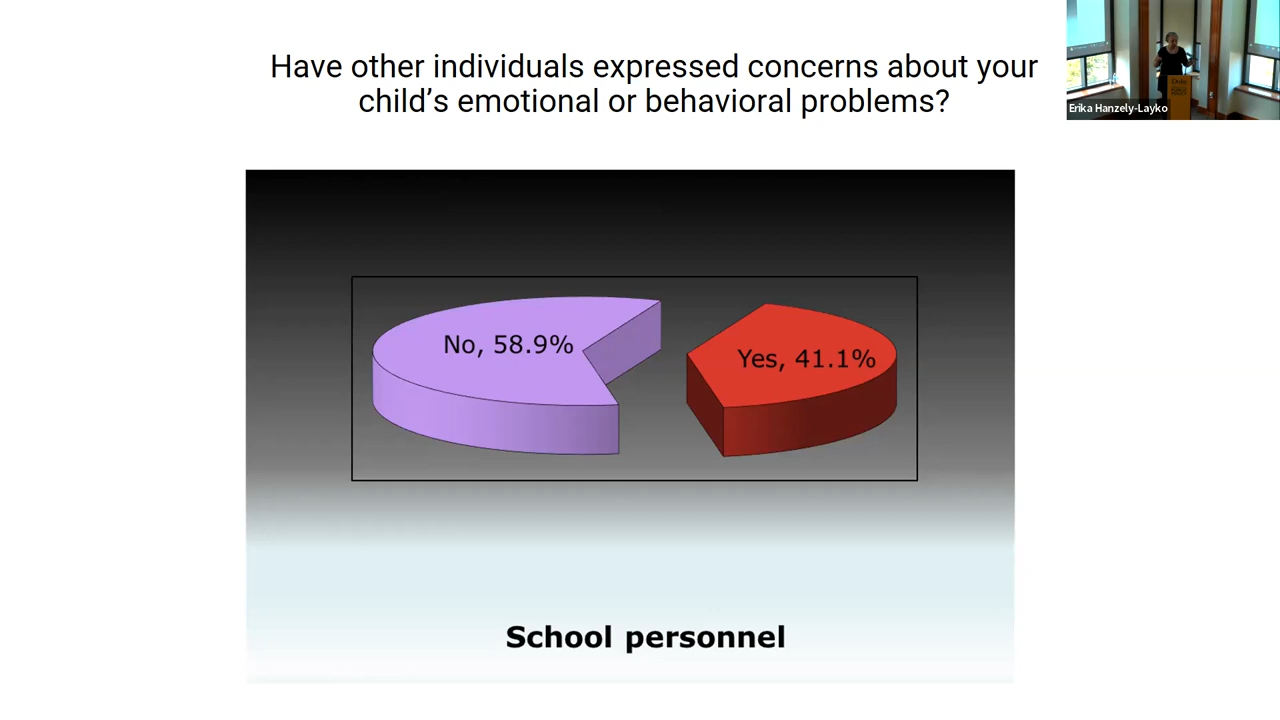 Have other individuals expressed concerns about your
child’s emotional or behavioral problems?
Erika Hanzely-Layko
No, 58.9%
Yes, 41.1%
School personnel